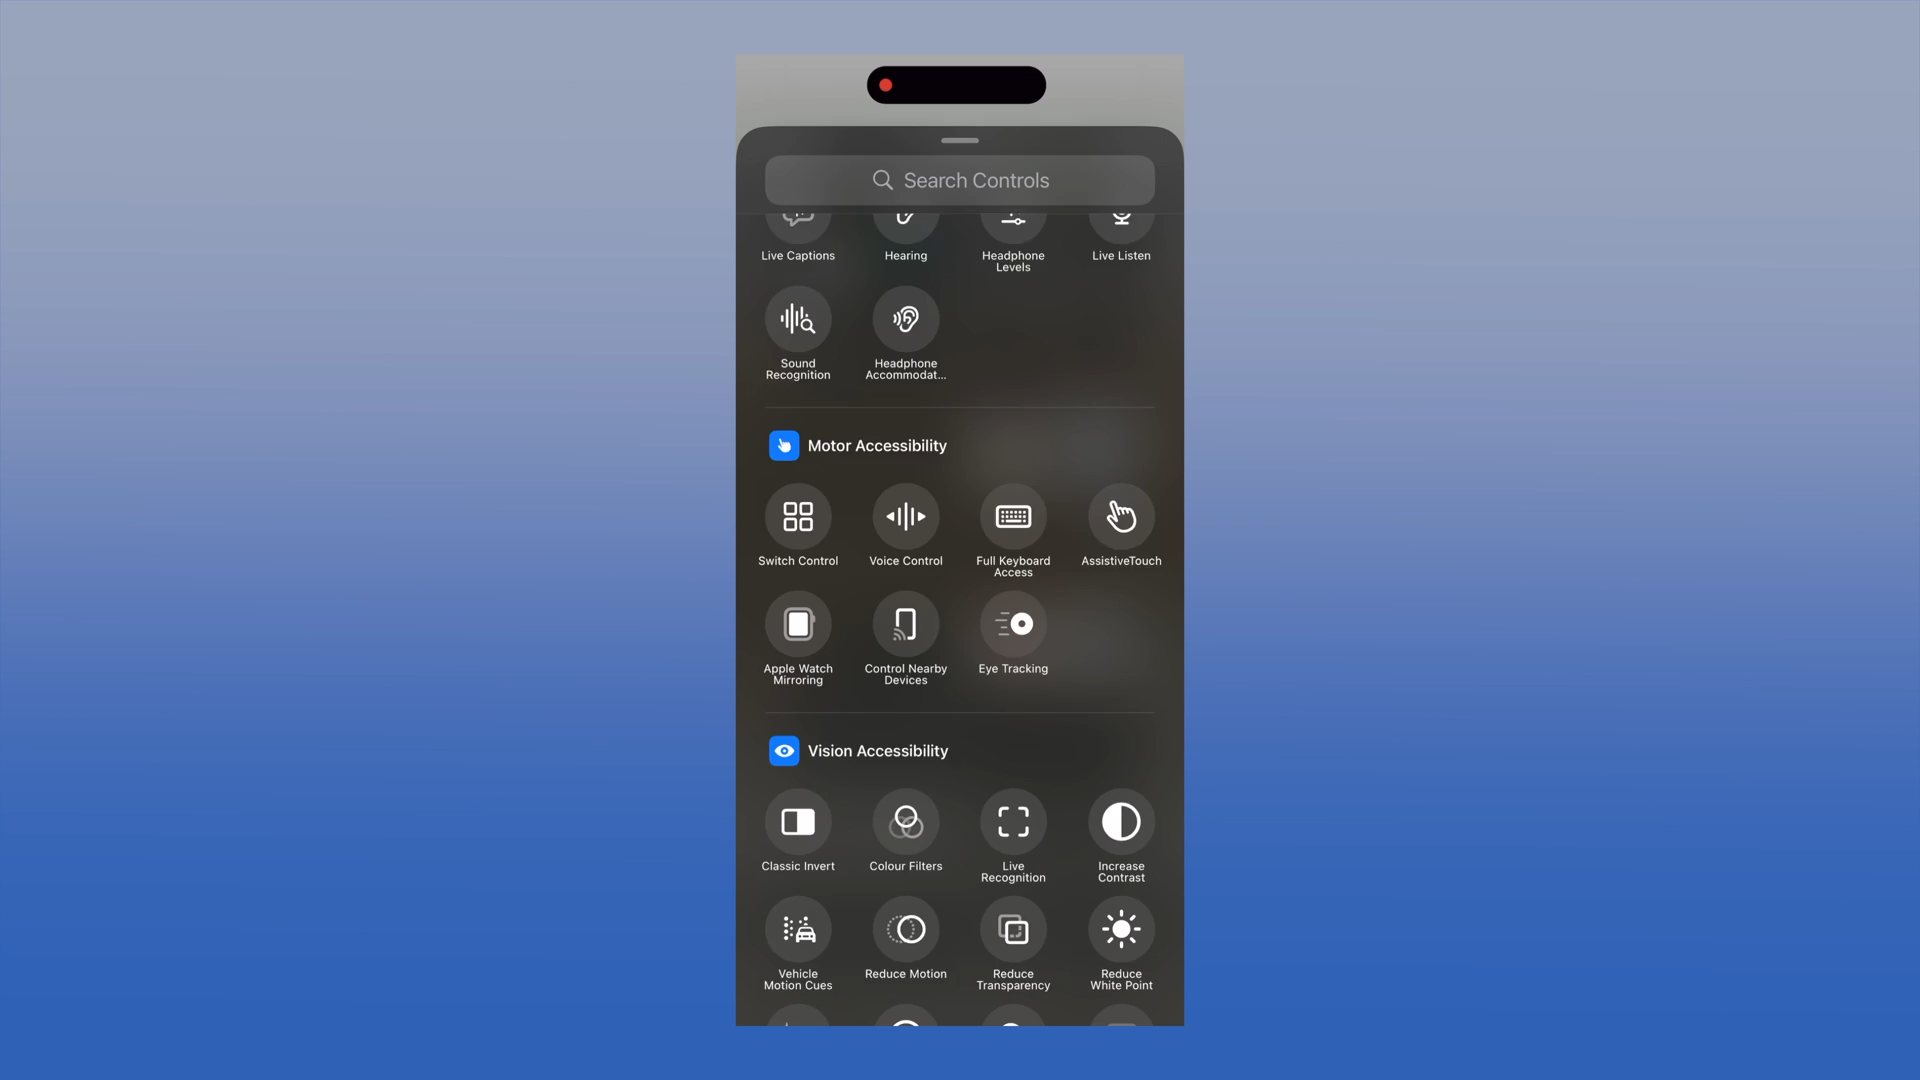 Search Controls
Live Captions
Hearing
Headphone
Levels
Live Listen
Sound
Recognition
Headphone
Accommodat...
Motor Accessibility
Switch Control
Voice Control
Full Keyboard
Access
AssistiveTouch
Apple Watch
Mirroring
Control Nearby
Devices
Eye Tracking
Vision Accessibility
Classic Invert
Colour Filters
Live
Recognition
Increase
Contrast
Vehicle
Motion Cues
Reduce Motion
Reduce
Transparency
Reduce
White Point